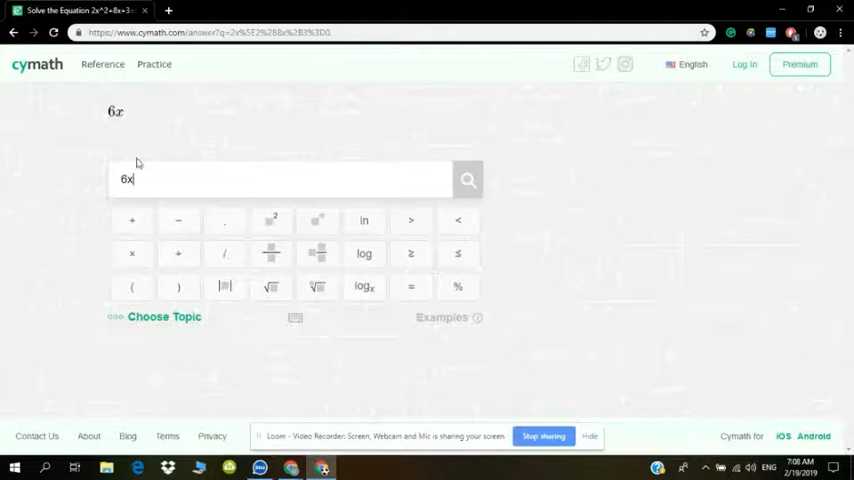 Solve the Equation 2x^2+8x+3=
https://www.cymath.com/answer?q=2x%5E2%2B8x%2B3%3D0
cymath Reference Practice English Log In Premium
6x
6x
+ − . 2 ln > <
× ÷ / log ≥ ≤
( ) √ √ logx = %
Choose Topic Examples
Contact Us About Blog Terms Privacy Loom - Video Recorder: Screen, Webcam and Mic is sharing your screen. Stop sharing Hide Cymath for iOS Android
ENG 7:08 AM
2/19/2019